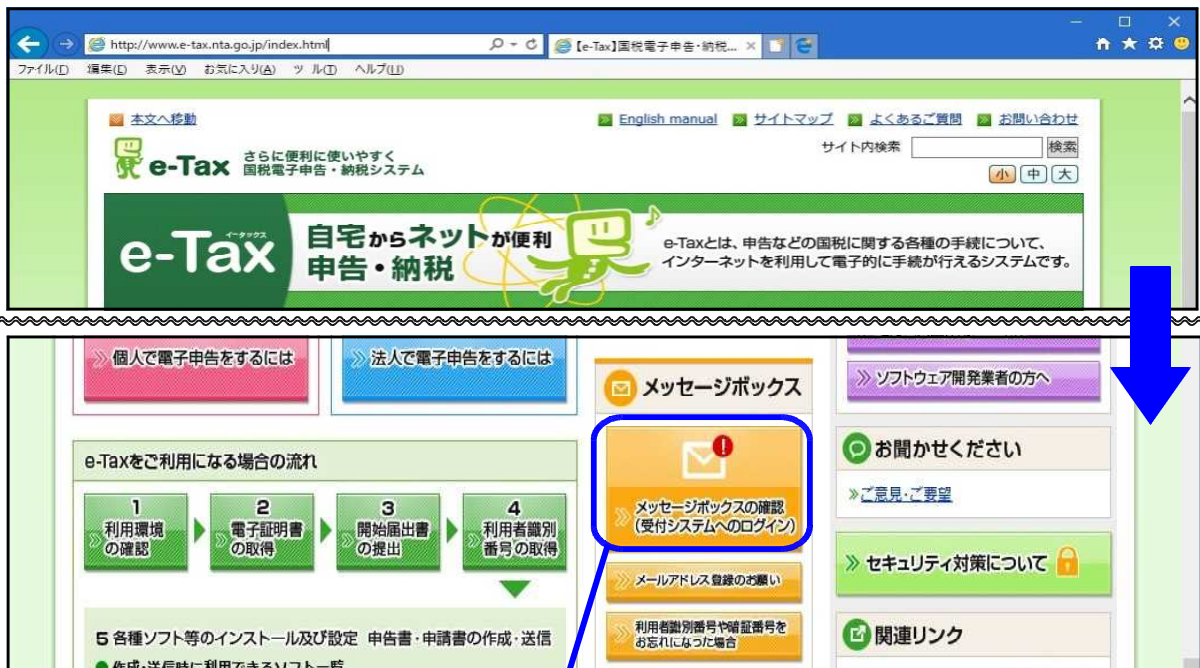 http://www.e-tax.nta.go.jp/index.html
【e-Tax】国税電子申告・納税...
ファイル(F) 編集(E) 表示(V) お気に入り(A) ツール(T) ヘルプ(H)
本文へ移動
English manual サイトマップ よくあるご質問 お問い合わせ
サイト内検索 検索
小 中 大
e-Tax さらに便利に使いやすく
国税電子申告・納税システム
イータックス
e-Tax
自宅からネットが便利
申告・納税
e-Taxとは、申告などの国税に関する各種の手続について、
インターネットを利用して電子的に手続が行えるシステムです。
個人で電子申告をするには
法人で電子申告をするには
メッセージボックス
ソフトウェア開発業者の方へ
e-Taxをご利用になる場合の流れ
1
利用環境
の確認
2
電子証明書
の取得
3
開始届出書
の提出
4
利用者識別
番号の取得
5 各種ソフト等のインストール及び設定 申告書・申請書の作成・送信
作成・送信時に利用できるソフト一覧
メッセージボックスの確認
(受付システムへのログイン)
メールアドレス登録のお願い
利用者識別番号や暗証番号を
お忘れになった場合
お聞かせください
ご意見・ご要望
セキュリティ対策について
関連リンク